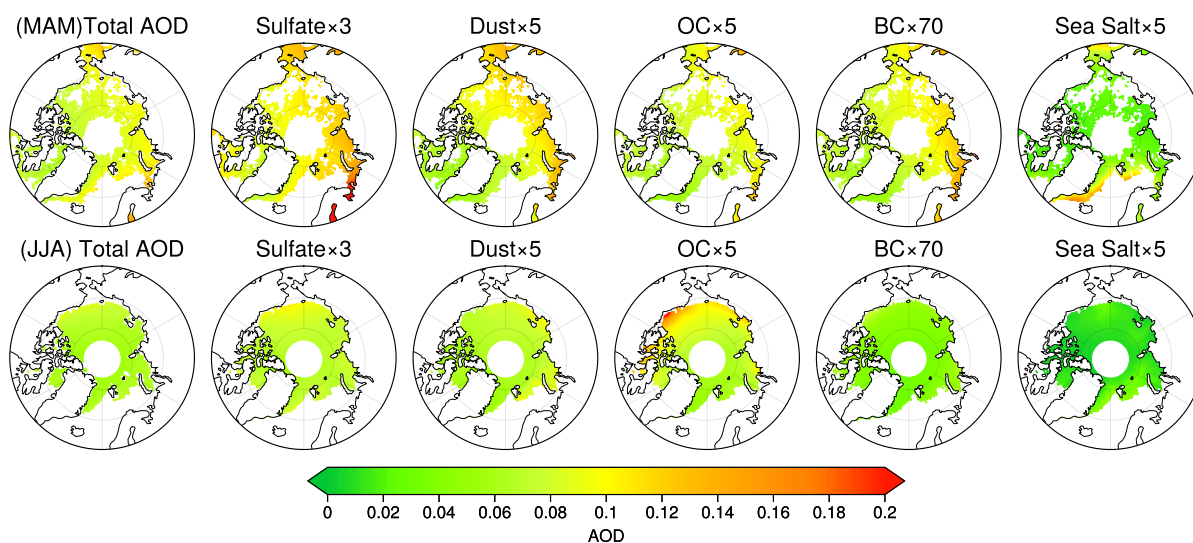 (MAM)Total AOD Sulfate×3 Dust×5 OC×5 BC×70 Sea Salt×5
(JJA) Total AOD Sulfate×3 Dust×5 OC×5 BC×70 Sea Salt×5
0 0.02 0.04 0.06 0.08 0.1 0.12 0.14 0.16 0.18 0.2
AOD